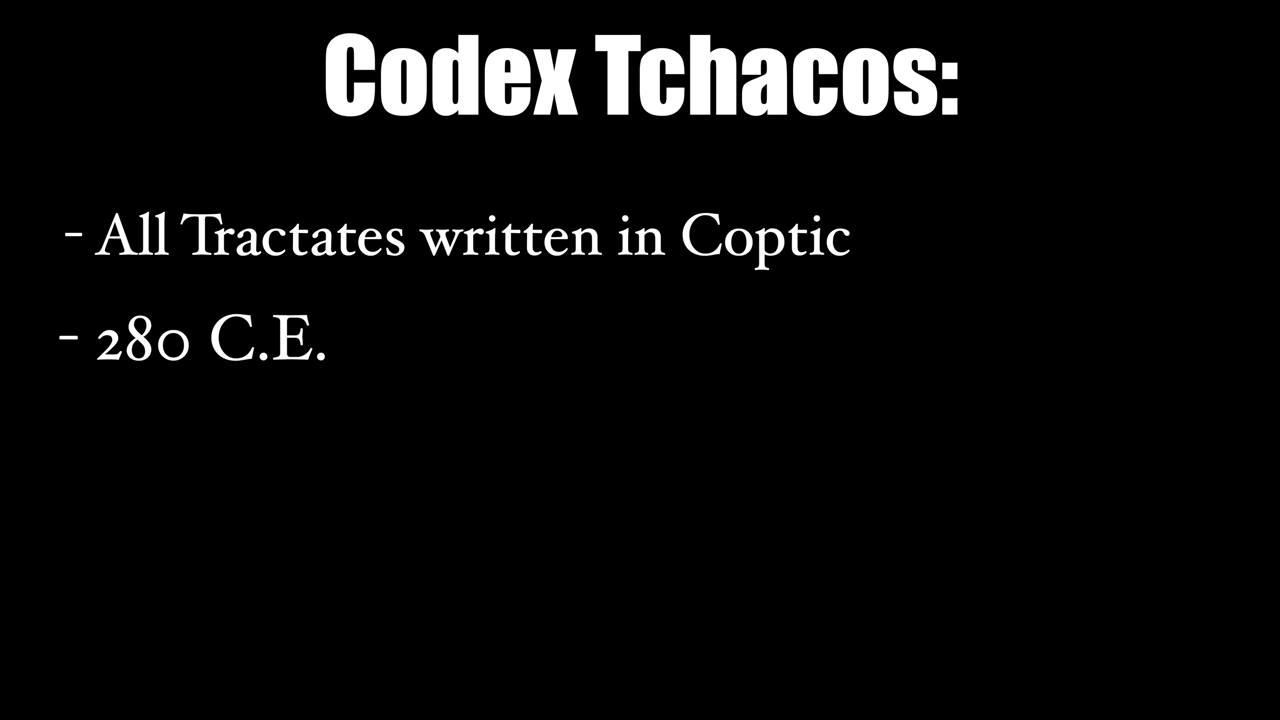 Codex Tchacos:
- All Tractates written in Coptic
- 280 C.E.